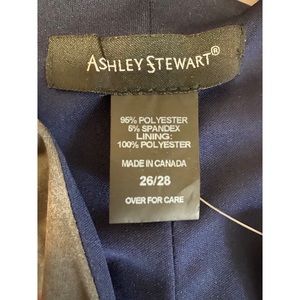 ASHLEY STEWART®
95% POLYESTER
5% SPANDEX
LINING:
100% POLYESTER
MADE IN CANADA
26/28
OVER FOR CARE